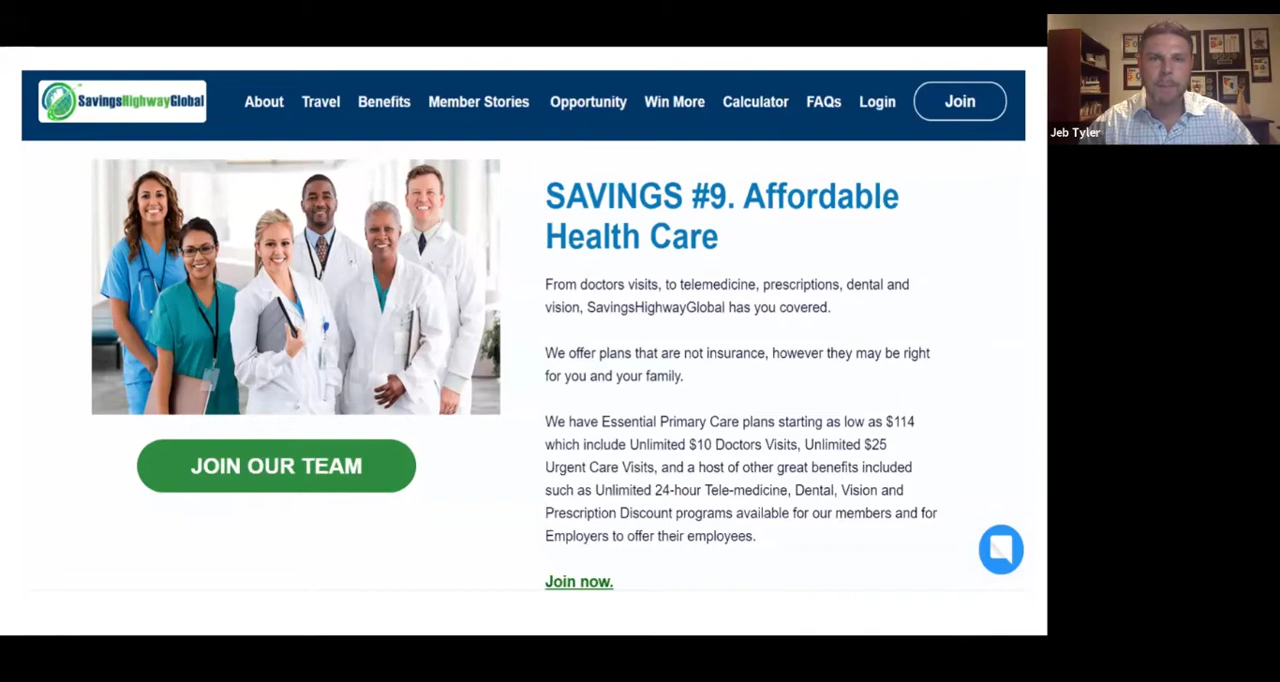 SavingsHighwayGlobal
About Travel Benefits Member Stories Opportunity Win More Calculator FAQs Login Join
Jeb Tyler
SAVINGS #9. Affordable
Health Care
From doctors visits, to telemedicine, prescriptions, dental and
vision, SavingsHighwayGlobal has you covered.
We offer plans that are not insurance, however they may be right
for you and your family.
We have Essential Primary Care plans starting as low as $114
which include Unlimited $10 Doctors Visits, Unlimited $25
Urgent Care Visits, and a host of other great benefits included
such as Unlimited 24-hour Tele-medicine, Dental, Vision and
Prescription Discount programs available for our members and for
Employers to offer their employees.
Join now.
JOIN OUR TEAM